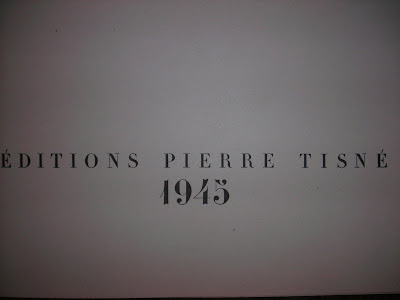 ÉDITIONS PIERRE TISNÉ
1945